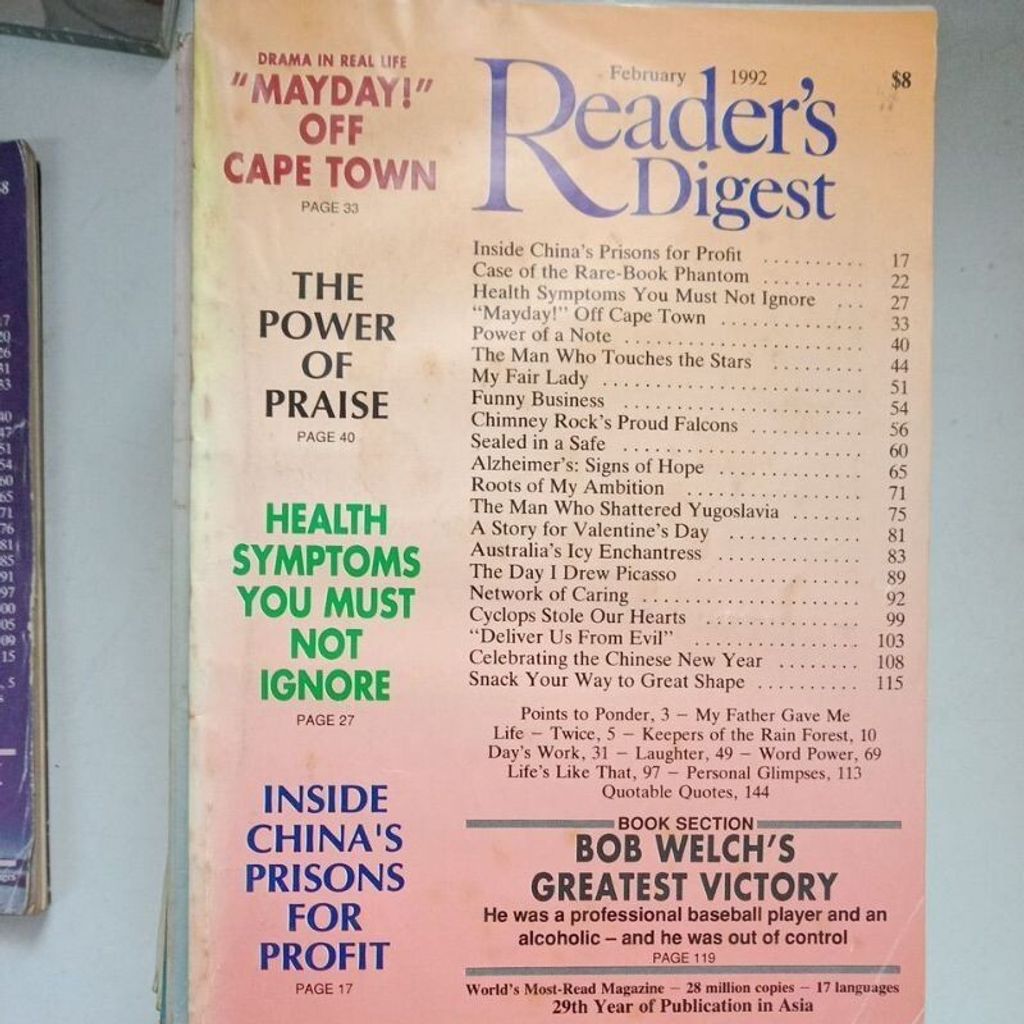 DRAMA IN REAL LIFE
"MAYDAY!"
OFF
CAPE TOWN
PAGE 33
THE
POWER
OF
PRAISE
PAGE 40
HEALTH
SYMPTOMS
YOU MUST
NOT
IGNORE
PAGE 27
INSIDE
CHINA'S
PRISONS
FOR
PROFIT
PAGE 17
February 1992 $8
Reader's
Digest
Inside China's Prisons for Profit .......... 17
Case of the Rare-Book Phantom .......... 22
Health Symptoms You Must Not Ignore ... 27
"Mayday!" Off Cape Town .............. 33
Power of a Note ....................... 40
The Man Who Touches the Stars ......... 44
My Fair Lady ......................... 51
Funny Business ....................... 54
Chimney Rock's Proud Falcons ............ 56
Sealed in a Safe ....................... 60
Alzheimer's: Signs of Hope .............. 65
Roots of My Ambition ................. 71
The Man Who Shattered Yugoslavia ....... 75
A Story for Valentine's Day ............. 81
Australia's Icy Enchantress .............. 83
The Day I Drew Picasso ................ 89
Network of Caring ..................... 92
Cyclops Stole Our Hearts ............... 99
"Deliver Us From Evil" ................ 103
Celebrating the Chinese New Year ........ 108
Snack Your Way to Great Shape .......... 115
Points to Ponder, 3 – My Father Gave Me
Life – Twice, 5 – Keepers of the Rain Forest, 10
Day's Work, 31 – Laughter, 49 – Word Power, 69
Life's Like That, 97 – Personal Glimpses, 113
Quotable Quotes, 144
BOOK SECTION
BOB WELCH'S
GREATEST VICTORY
He was a professional baseball player and an
alcoholic – and he was out of control
PAGE 119
World's Most-Read Magazine – 28 million copies – 17 languages
29th Year of Publication in Asia